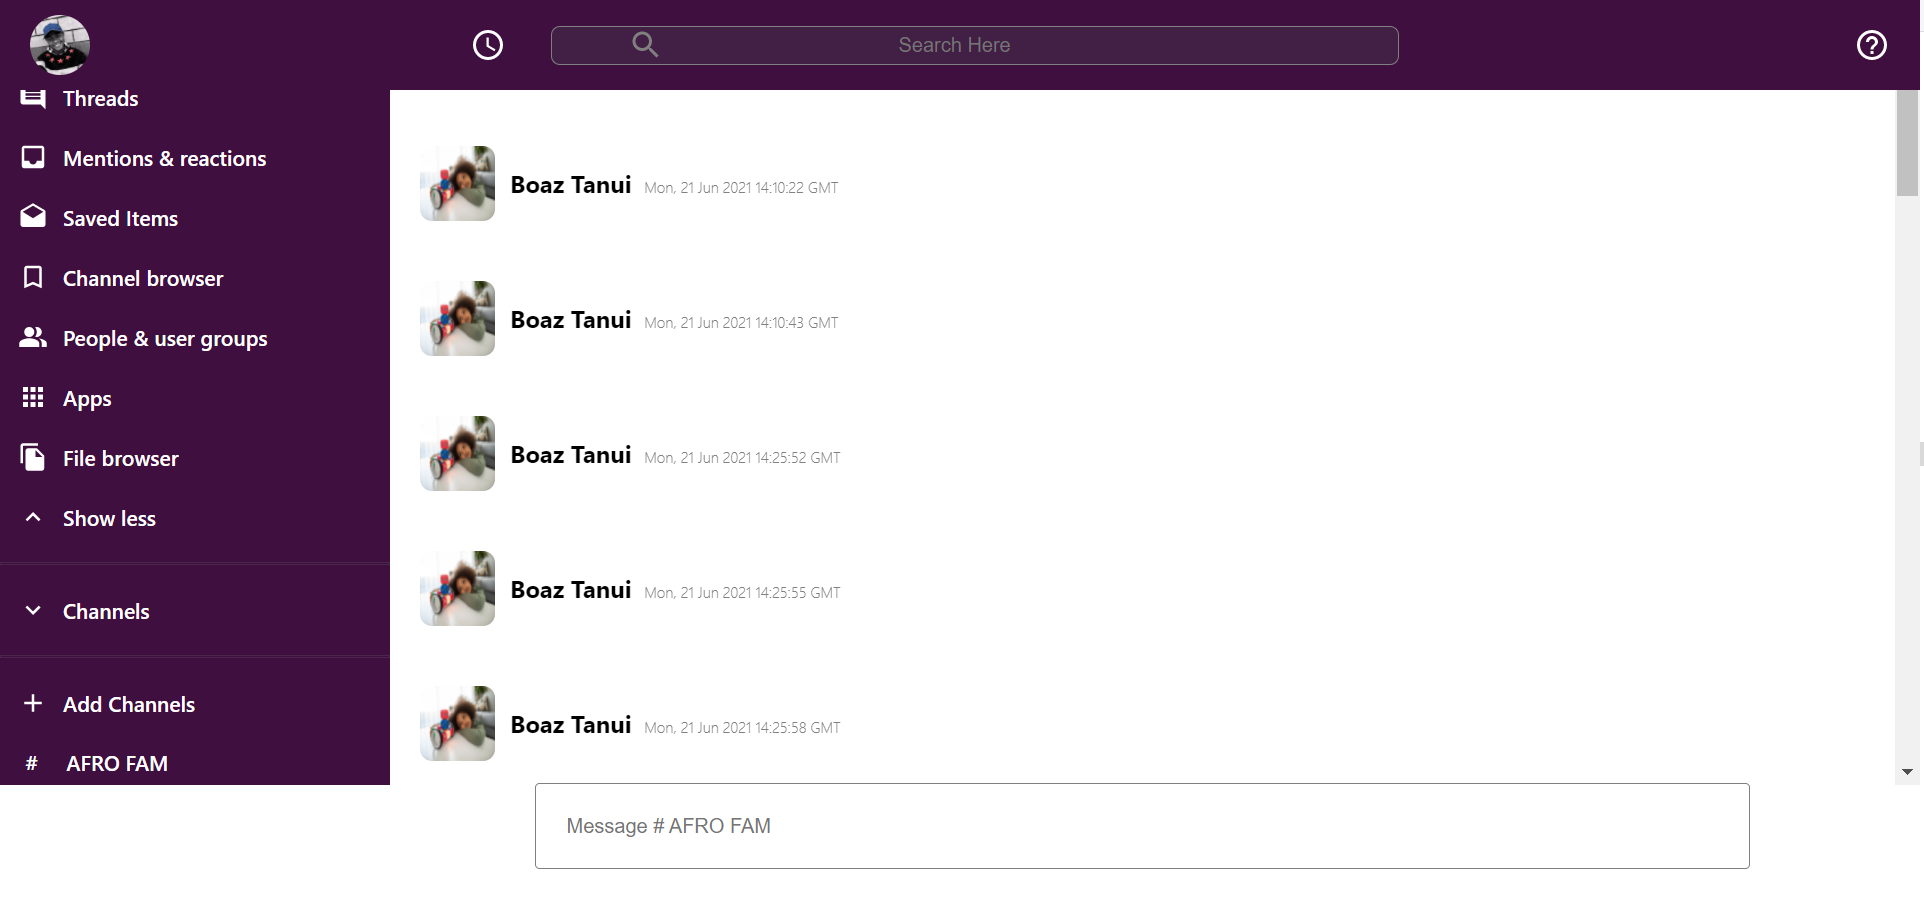 Search Here
Threads
Mentions & reactions
Saved Items
Channel browser
People & user groups
Apps
File browser
Show less
Channels
Add Channels
# AFRO FAM
Boaz Tanui Mon, 21 Jun 2021 14:10:22 GMT
Boaz Tanui Mon, 21 Jun 2021 14:10:43 GMT
Boaz Tanui Mon, 21 Jun 2021 14:25:52 GMT
Boaz Tanui Mon, 21 Jun 2021 14:25:55 GMT
Boaz Tanui Mon, 21 Jun 2021 14:25:58 GMT
Message # AFRO FAM